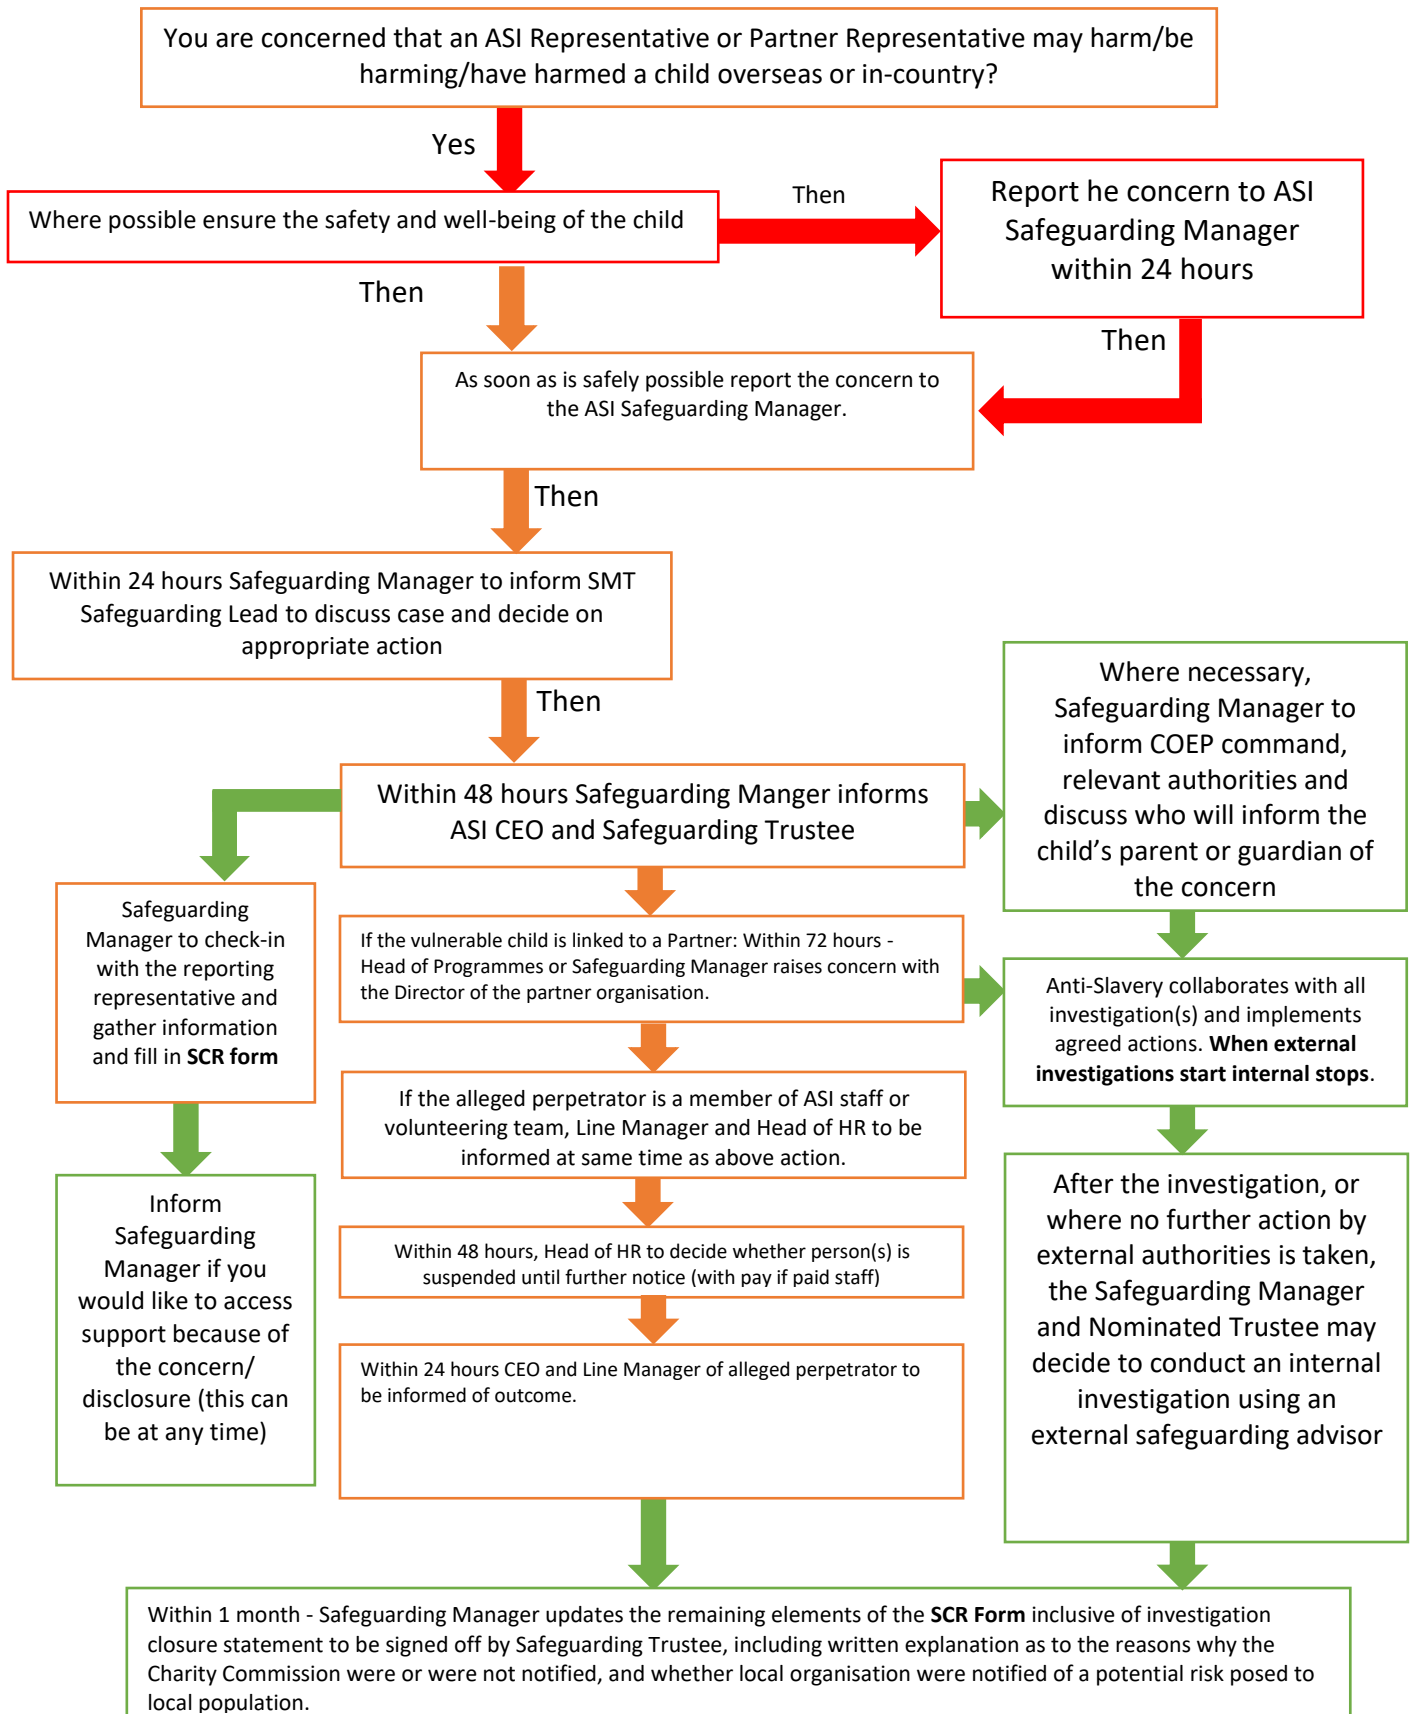 You are concerned that an ASI Representative or Partner Representative may harm/be
harming/have harmed a child overseas or in-country?
Yes
Where possible ensure the safety and well-being of the child
Then
Report he concern to ASI
Safeguarding Manager
within 24 hours
Then
Then
As soon as is safely possible report the concern to
the ASI Safeguarding Manager.
Then
Within 24 hours Safeguarding Manager to inform SMT
Safeguarding Lead to discuss case and decide on
appropriate action
Then
Within 48 hours Safeguarding Manger informs
ASI CEO and Safeguarding Trustee
Where necessary,
Safeguarding Manager to
inform COEP command,
relevant authorities and
discuss who will inform the
child’s parent or guardian of
the concern
Safeguarding
Manager to check-in
with the reporting
representative and
gather information
and fill in SCR form
If the vulnerable child is linked to a Partner: Within 72 hours -
Head of Programmes or Safeguarding Manager raises concern with
the Director of the partner organisation.
Anti-Slavery collaborates with all
investigation(s) and implements
agreed actions. When external
investigations start internal stops.
If the alleged perpetrator is a member of ASI staff or
volunteering team, Line Manager and Head of HR to be
informed at same time as above action.
Inform
Safeguarding
Manager if you
would like to access
support because of
the concern/
disclosure (this can
be at any time)
Within 48 hours, Head of HR to decide whether person(s) is
suspended until further notice (with pay if paid staff)
After the investigation, or
where no further action by
external authorities is taken,
the Safeguarding Manager
and Nominated Trustee may
decide to conduct an internal
investigation using an
external safeguarding advisor
Within 24 hours CEO and Line Manager of alleged perpetrator to
be informed of outcome.
Within 1 month - Safeguarding Manager updates the remaining elements of the SCR Form inclusive of investigation
closure statement to be signed off by Safeguarding Trustee, including written explanation as to the reasons why the
Charity Commission were or were not notified, and whether local organisation were notified of a potential risk posed to
local population.